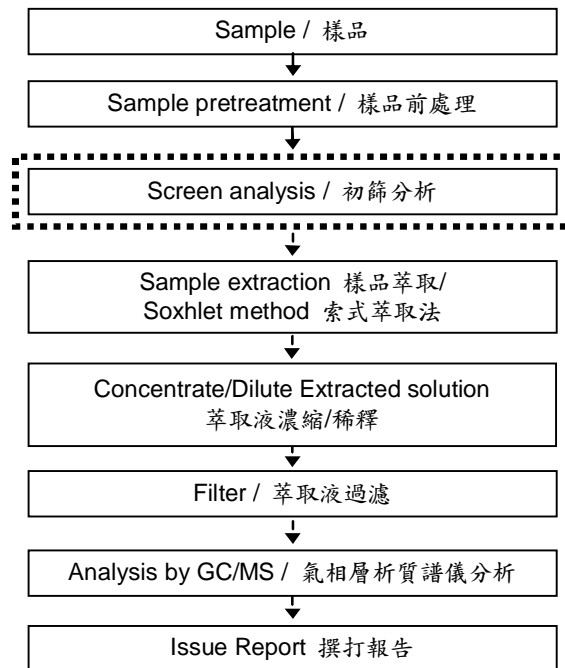 Sample / 樣品
Sample pretreatment / 樣品前處理
Screen analysis / 初篩分析
Sample extraction 樣品萃取/
Soxhlet method 索式萃取法
Concentrate/Dilute Extracted solution
萃取液濃縮/稀釋
Filter / 萃取液過濾
Analysis by GC/MS / 氣相層析質譜儀分析
Issue Report 撰打報告